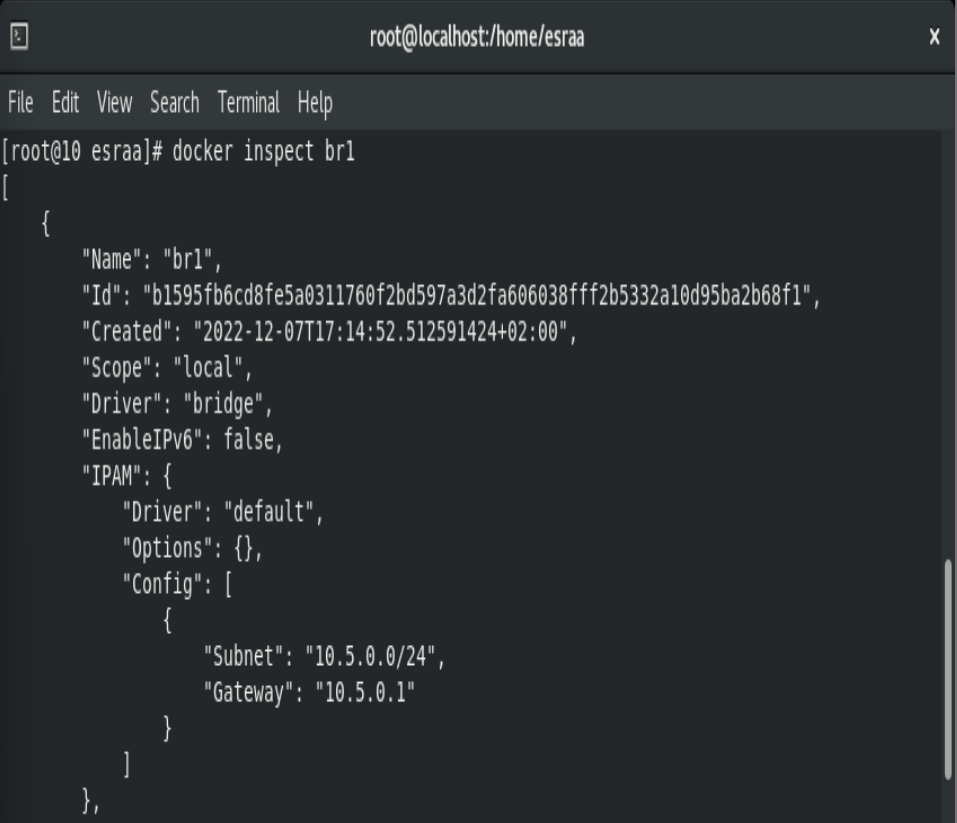 root@localhost:/home/esraa
x
File Edit View Search Terminal Help
[root@10 esraa]# docker inspect br1
[
    {
        "Name": "br1",
        "Id": "b1595fb6cd8fe5a0311760f2bd597a3d2fa606038fff2b5332a10d95ba2b68f1",
        "Created": "2022-12-07T17:14:52.512591424+02:00",
        "Scope": "local",
        "Driver": "bridge",
        "EnableIPv6": false,
        "IPAM": {
            "Driver": "default",
            "Options": {},
            "Config": [
                {
                    "Subnet": "10.5.0.0/24",
                    "Gateway": "10.5.0.1"
                }
            ]
        },